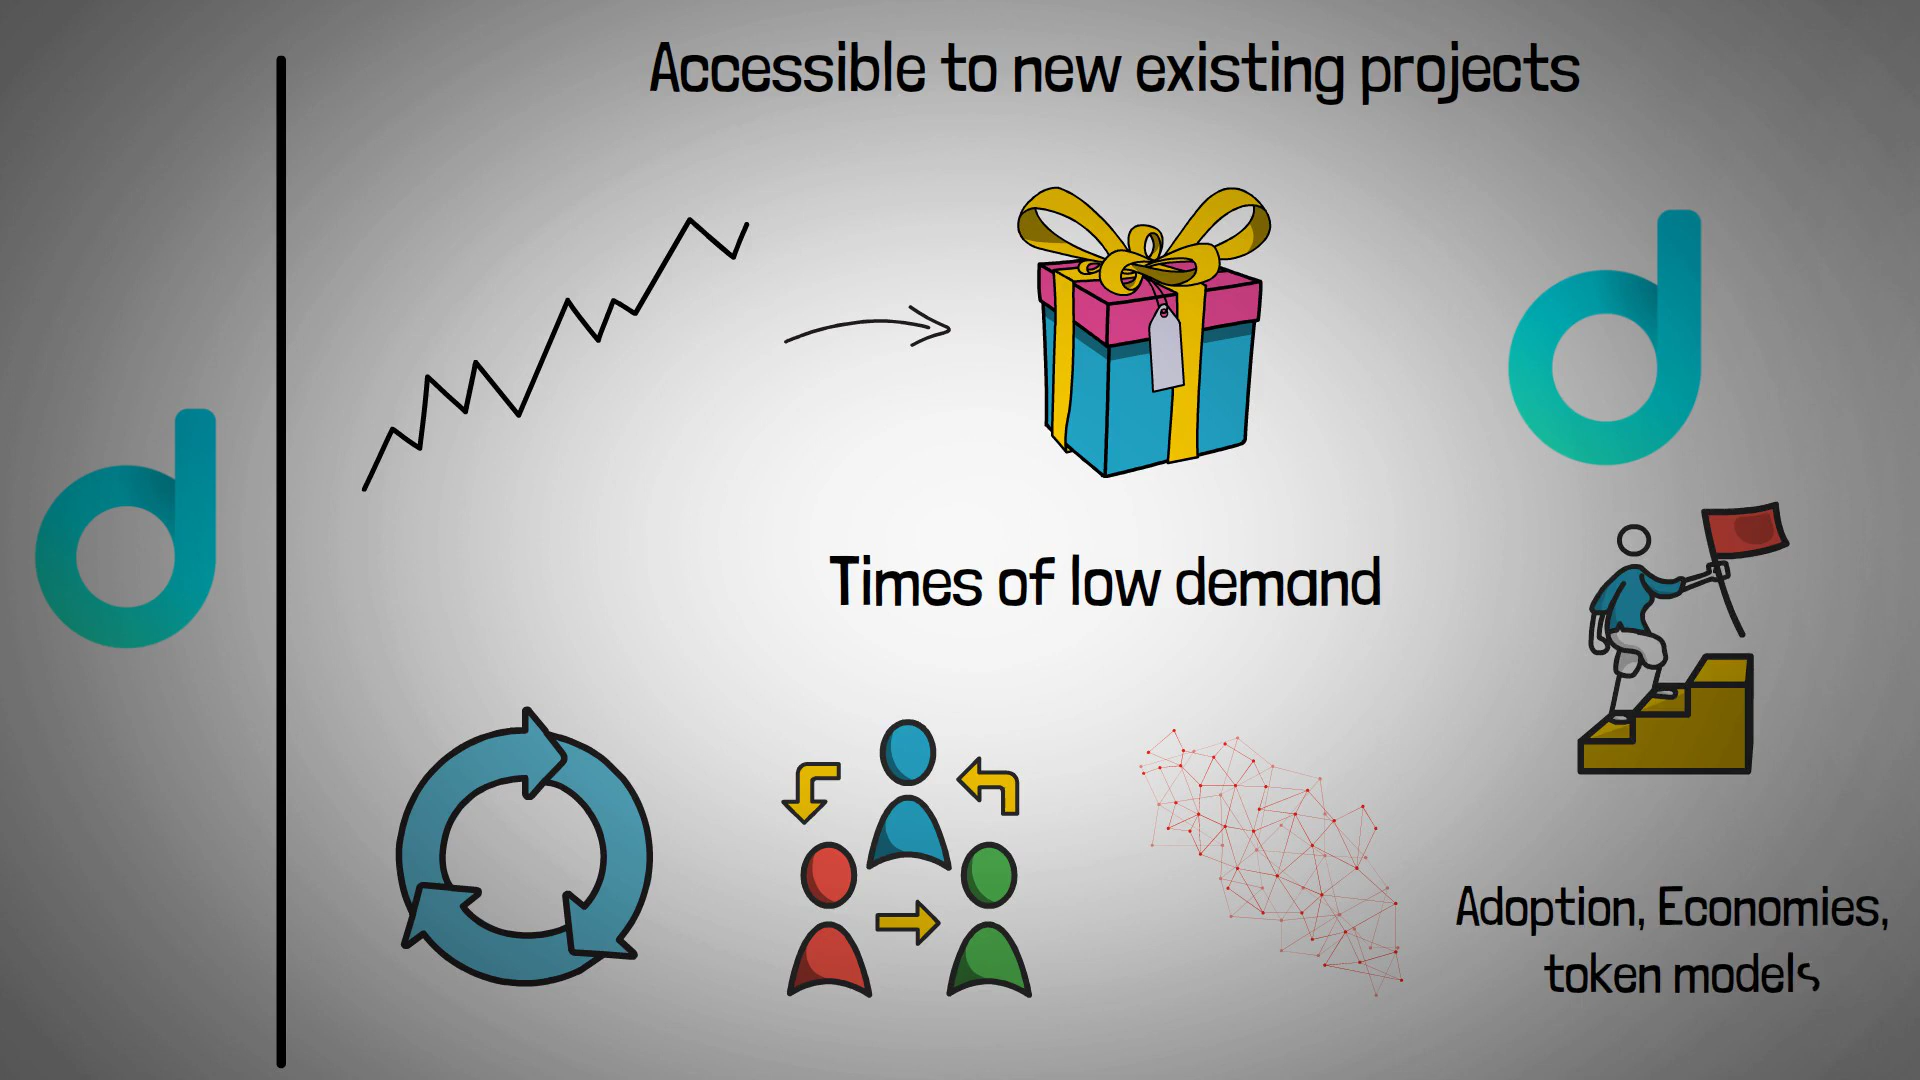 Accessible to new existing projects
Times of low demand
Adoption, Economies,
token models